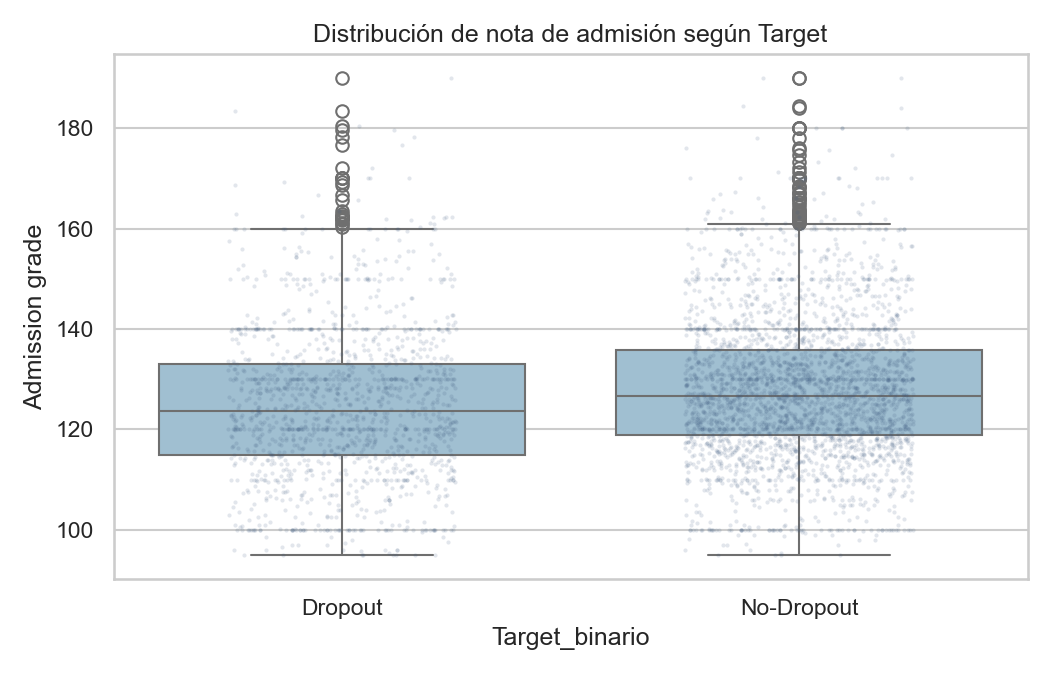 Distribución de nota de admisión según Target
Admission grade
180
160
140
120
100
Dropout
No-Dropout
Target_binario